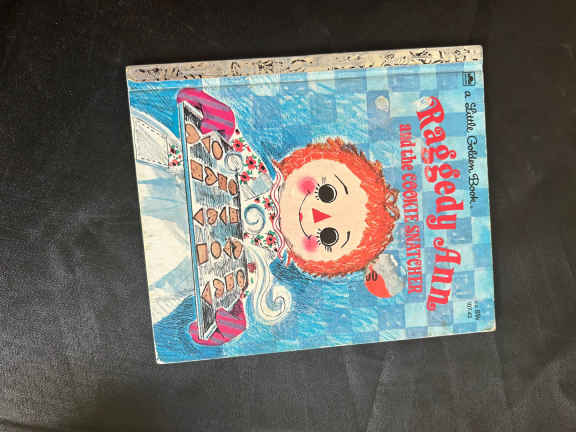 a Little Golden Book®
Raggedy Ann
and the COOKIE SNATCHER